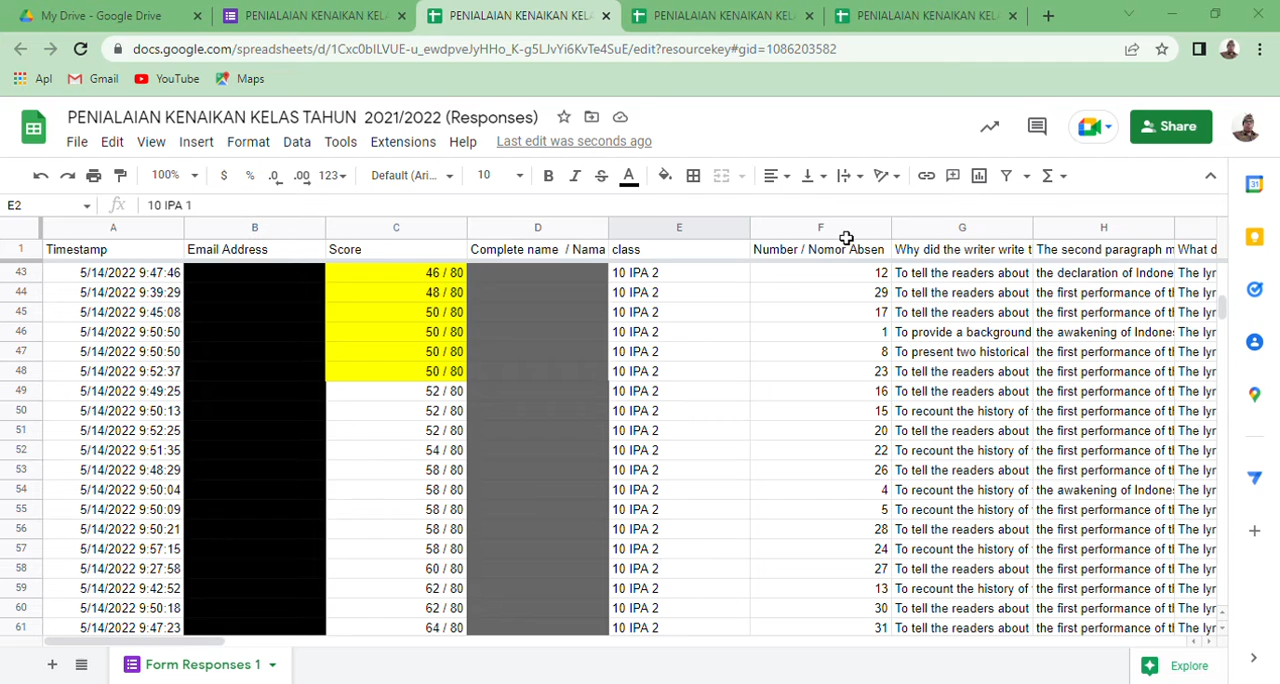 My Drive - Google Drive PENIALAIAN KENAIKAN KELA PENIALAIAN KENAIKAN KELA PENIALAIAN KENAIKAN KELA PENIALAIAN KENAIKAN KELA
docs.google.com/spreadsheets/d/1Cxc0bILVUE-u_ewdpveJyHHo_K-g5LJvYi6KvTe4SuE/edit?resourcekey#gid=1086203582
Apl Gmail YouTube Maps
PENIALAIAN KENAIKAN KELAS TAHUN 2021/2022 (Responses)
File Edit View Insert Format Data Tools Extensions Help Last edit was seconds ago
Share
100% $ % .0 .00 123 Default (Ari... 10 B I S A
E2 fx 10 IPA 1
A B C D E F G H
1 Timestamp Email Address Score Complete name / Nama class Number / Nomor Absen Why did the writer write t The second paragraph m What d
43 5/14/2022 9:47:46 46 / 80 10 IPA 2 12 To tell the readers about the declaration of Indone The lyr
44 5/14/2022 9:39:29 48 / 80 10 IPA 2 29 To tell the readers about the first performance of t The lyr
45 5/14/2022 9:45:08 50 / 80 10 IPA 2 17 To tell the readers about the first performance of t The lyr
46 5/14/2022 9:50:50 50 / 80 10 IPA 2 1 To provide a background the awakening of Indones The lyr
47 5/14/2022 9:50:50 50 / 80 10 IPA 2 8 To present two historical the first performance of t The lyr
48 5/14/2022 9:52:37 50 / 80 10 IPA 2 23 To tell the readers about the first performance of t The lyr
49 5/14/2022 9:49:25 52 / 80 10 IPA 2 16 To tell the readers about the first performance of t The lyr
50 5/14/2022 9:50:13 52 / 80 10 IPA 2 15 To recount the history of the first performance of t The lyr
51 5/14/2022 9:52:25 52 / 80 10 IPA 2 20 To tell the readers about the first performance of t The lyr
52 5/14/2022 9:51:35 54 / 80 10 IPA 2 22 To recount the history of the first performance of t The lyr
53 5/14/2022 9:48:29 58 / 80 10 IPA 2 26 To tell the readers about the first performance of t The lyr
54 5/14/2022 9:50:04 58 / 80 10 IPA 2 4 To recount the history of the awakening of Indones The lyr
55 5/14/2022 9:50:09 58 / 80 10 IPA 2 5 To recount the history of the first performance of t The lyr
56 5/14/2022 9:50:21 58 / 80 10 IPA 2 28 To tell the readers about the first performance of t The lyr
57 5/14/2022 9:57:15 58 / 80 10 IPA 2 24 To recount the history of the first performance of t The lyr
58 5/14/2022 9:27:58 60 / 80 10 IPA 2 27 To tell the readers about the first performance of t The lyr
59 5/14/2022 9:42:52 62 / 80 10 IPA 2 13 To recount the history of the first performance of t The lyr
60 5/14/2022 9:50:18 62 / 80 10 IPA 2 30 To tell the readers about the first performance of t The lyr
61 5/14/2022 9:47:23 64 / 80 10 IPA 2 31 To tell the readers about the first performance of t The lyr
Form Responses 1 Explore